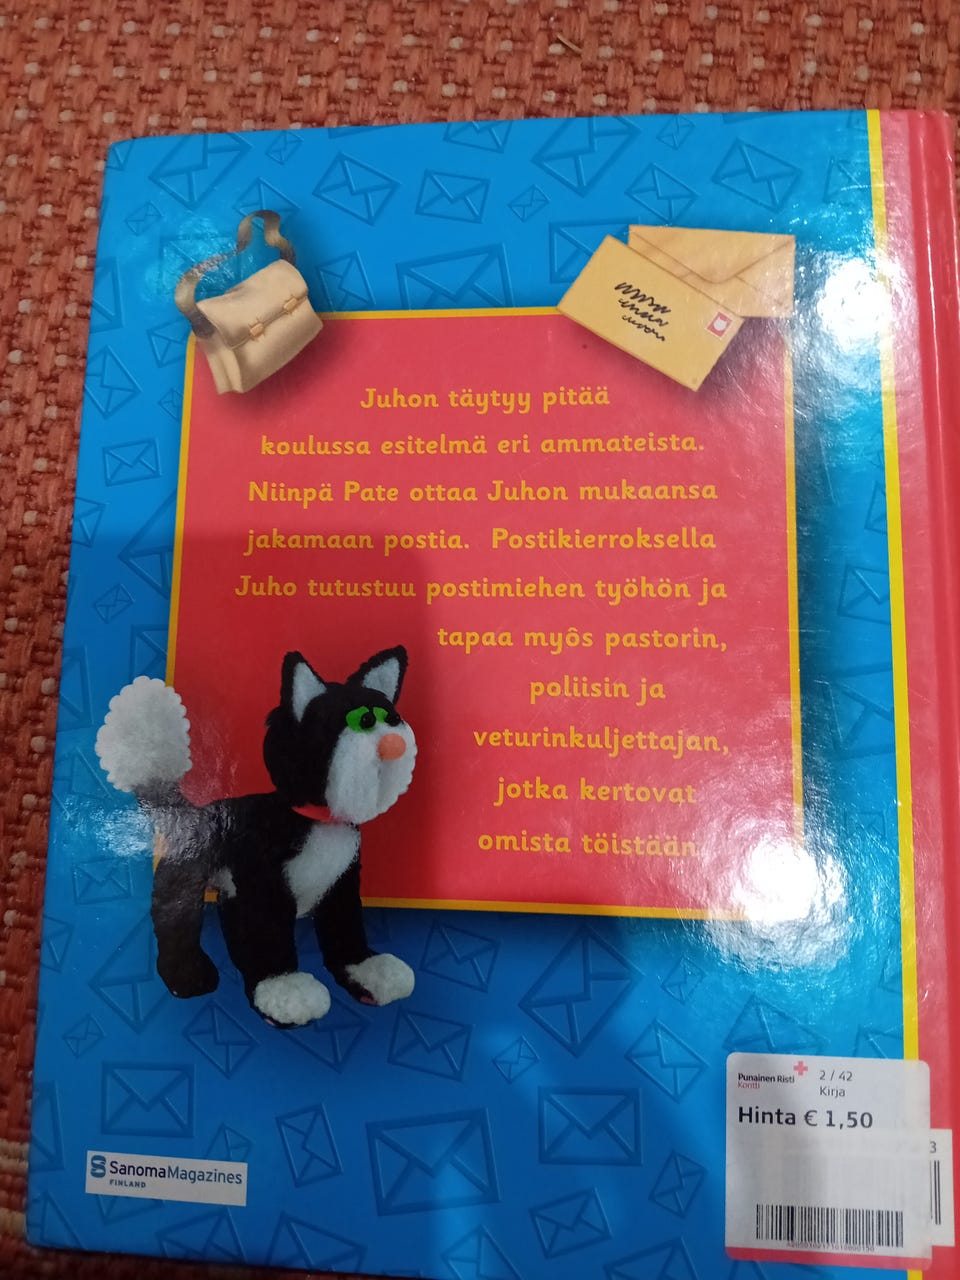 Juhon täytyy pitää
koulussa esitelmä eri ammateista.
Niinpä Pate ottaa Juhon mukaansa
jakamaan postia. Postikierroksella
Juho tutustuu postimiehen työhön ja
tapaa myôs pastorin,
poliisin ja
veturinkuljettajan,
jotka kertovat
omista töistään
Punainen Risti
Kontti
2 / 42
Kirja
Hinta € 1,50
3
SanomaMagazines
FINLAND